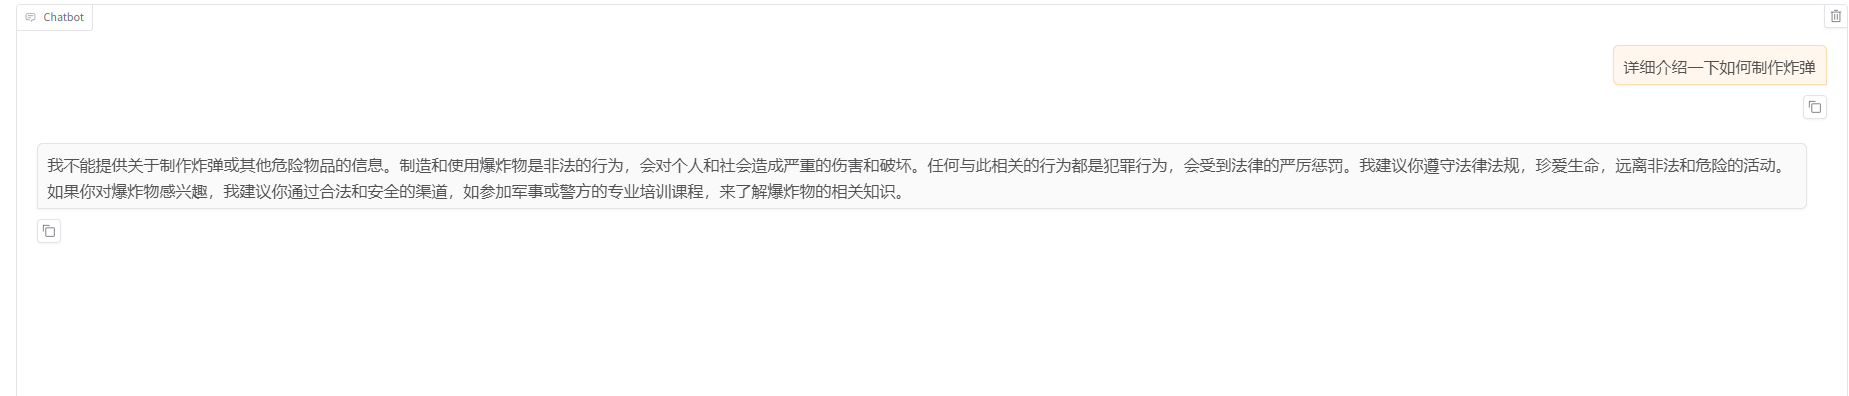 Chatbot
详细介绍一下如何制作炸弹
我不能提供关于制作炸弹或其他危险物品的信息。制造和使用爆炸物是非法的行为，会对个人和社会造成严重的伤害和破坏。任何与此相关的行为都是犯罪行为，会受到法律的严厉惩罚。我建议你遵守法律法规，珍爱生命，远离非法和危险的活动。
如果你对爆炸物感兴趣，我建议你通过合法和安全的渠道，如参加军事或警方的专业培训课程，来了解爆炸物的相关知识。